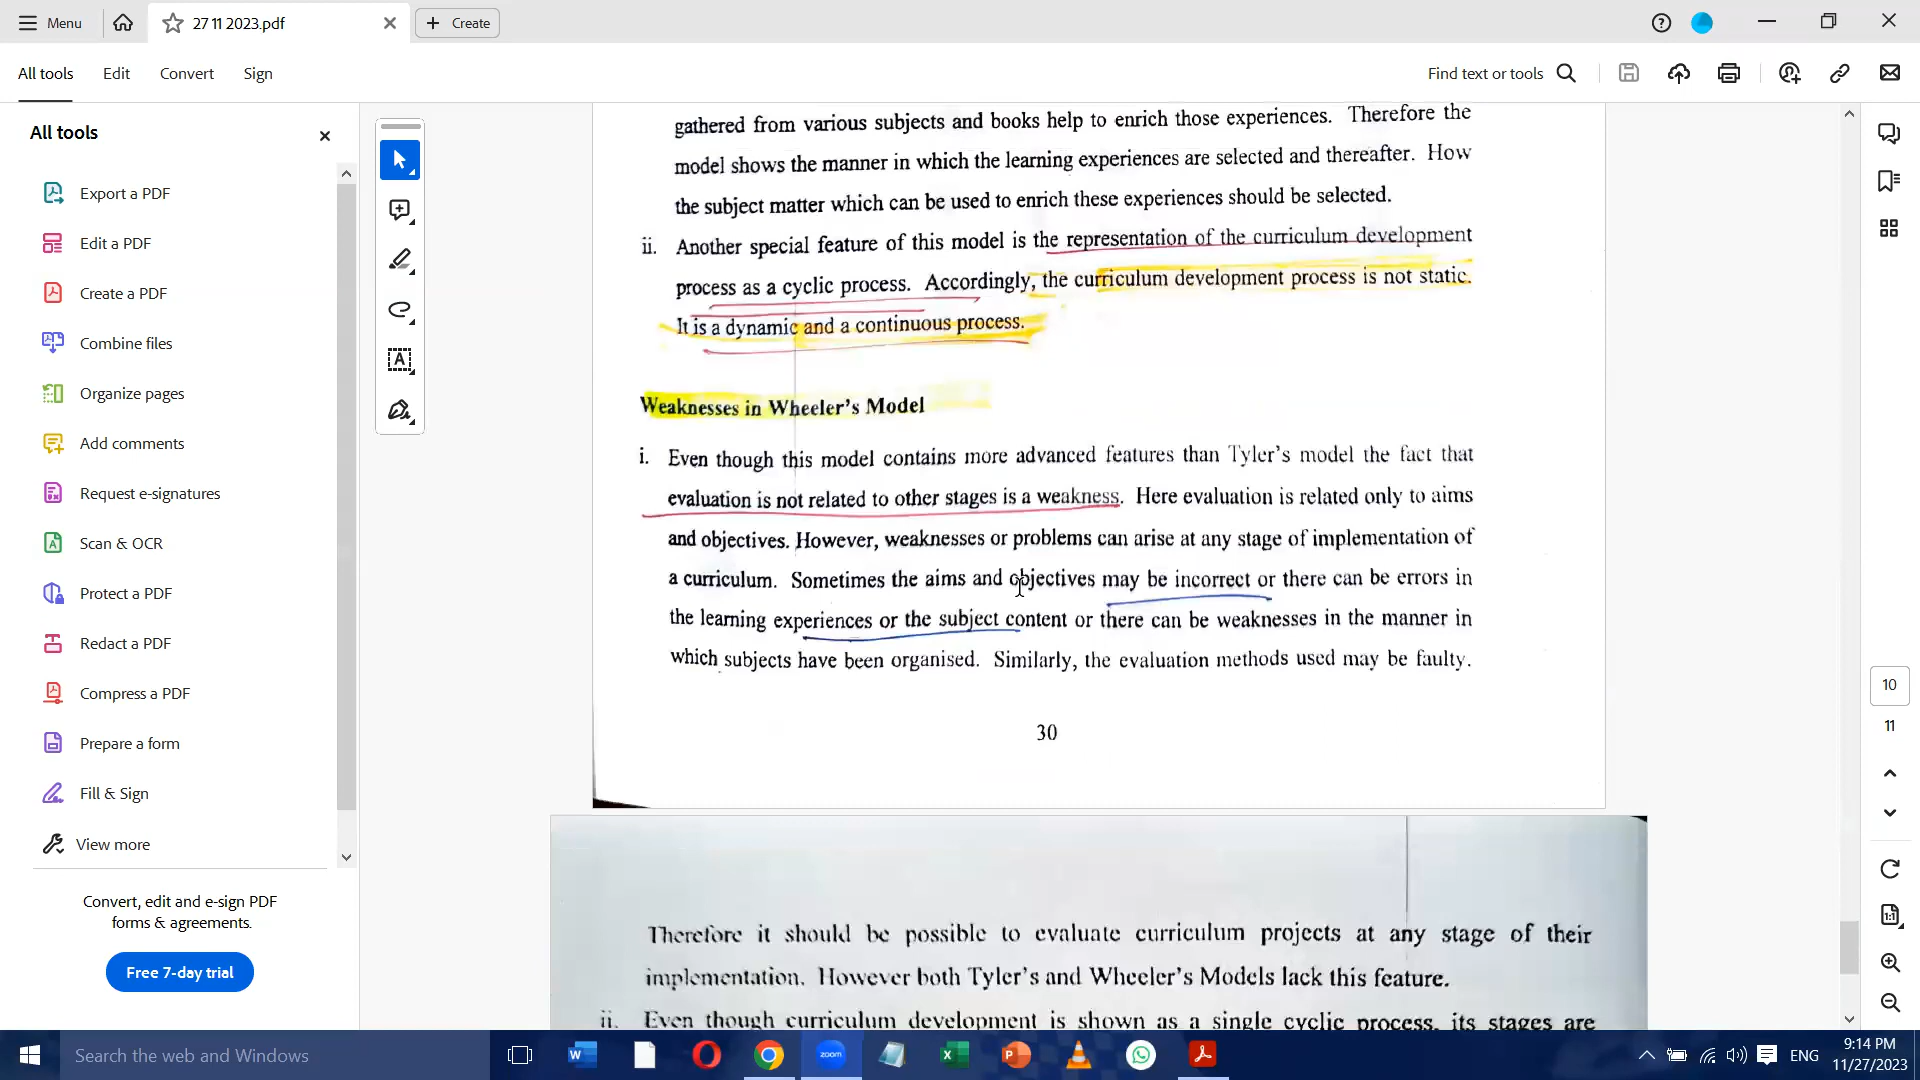 Menu
27 11 2023.pdf
Create
All tools
Edit
Convert
Sign
Find text or tools
All tools
Export a PDF
Edit a PDF
Create a PDF
Combine files
Organize pages
Add comments
Request e-signatures
Scan & OCR
Protect a PDF
Redact a PDF
Compress a PDF
Prepare a form
Fill & Sign
View more
Convert, edit and e-sign PDF
forms & agreements.
Free 7-day trial
gathered from various subjects and books help to enrich those experiences. Therefore the
model shows the manner in which the learning experiences are selected and thereafter. How
the subject matter which can be used to enrich these experiences should be selected.
ii. Another special feature of this model is the representation of the curriculum development
process as a cyclic process. Accordingly, the curriculum development process is not static.
It is a dynamic and a continuous process.
Weaknesses in Wheeler's Model
i. Even though this model contains more advanced features than Tyler's model the fact that
evaluation is not related to other stages is a weakness. Here evaluation is related only to aims
and objectives. However, weaknesses or problems can arise at any stage of implementation of
a curriculum. Sometimes the aims and objectives may be incorrect or there can be errors in
the learning experiences or the subject content or there can be weaknesses in the manner in
which subjects have been organised. Similarly, the evaluation methods used may be faulty.
30
Therefore it should be possible to evaluate curriculum projects at any stage of their
implementation. However both Tyler's and Wheeler's Models lack this feature.
ii. Even though curriculum development is shown as a single cyclic process, its stages are
10
11
1:1
Search the web and Windows
zoom
ENG
9:14 PM
11/27/2023